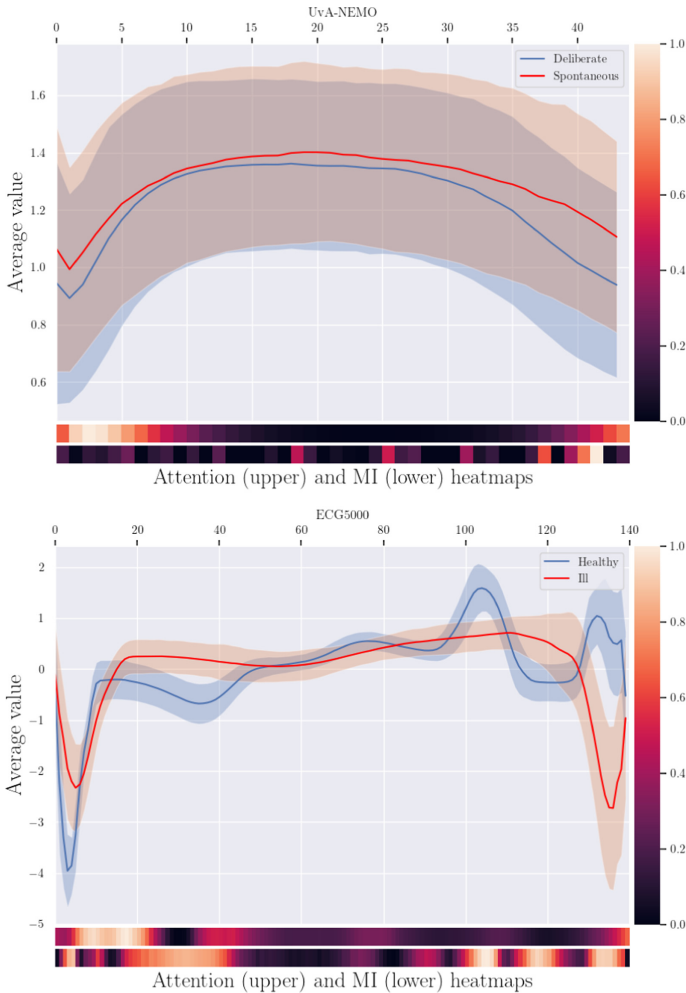 UvA-NEMO
0 5 10 15 20 25 30 35 40
Deliberate
Spontaneous
1.6
1.4
1.2
1.0
0.8
0.6
Average value
1.0
0.8
0.6
0.4
0.2
0.0
Attention (upper) and MI (lower) heatmaps
ECG5000
0 20 40 60 80 100 120 140
Healthy
Ill
2
1
0
−1
−2
−3
−4
−5
Average value
1.0
0.8
0.6
0.4
0.2
0.0
Attention (upper) and MI (lower) heatmaps